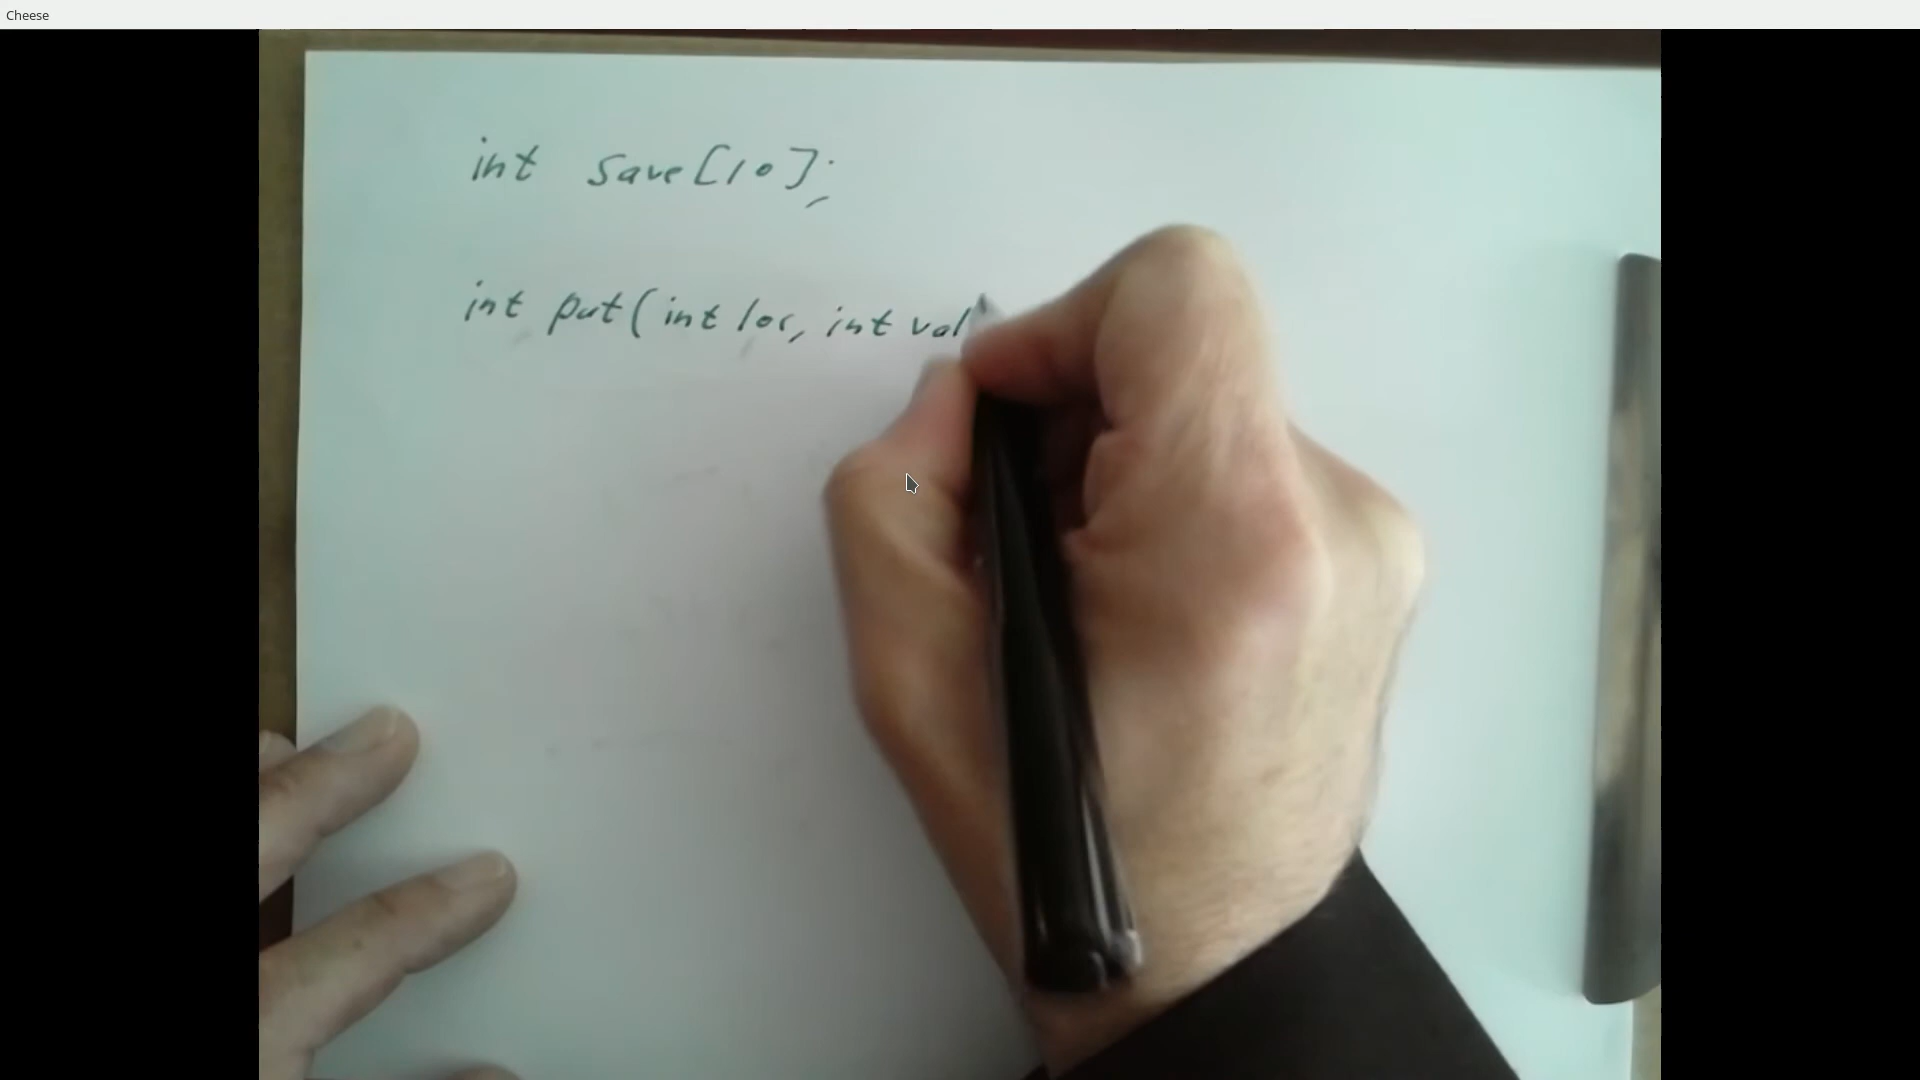 Cheese
int save[10];
int put(int loc, int val